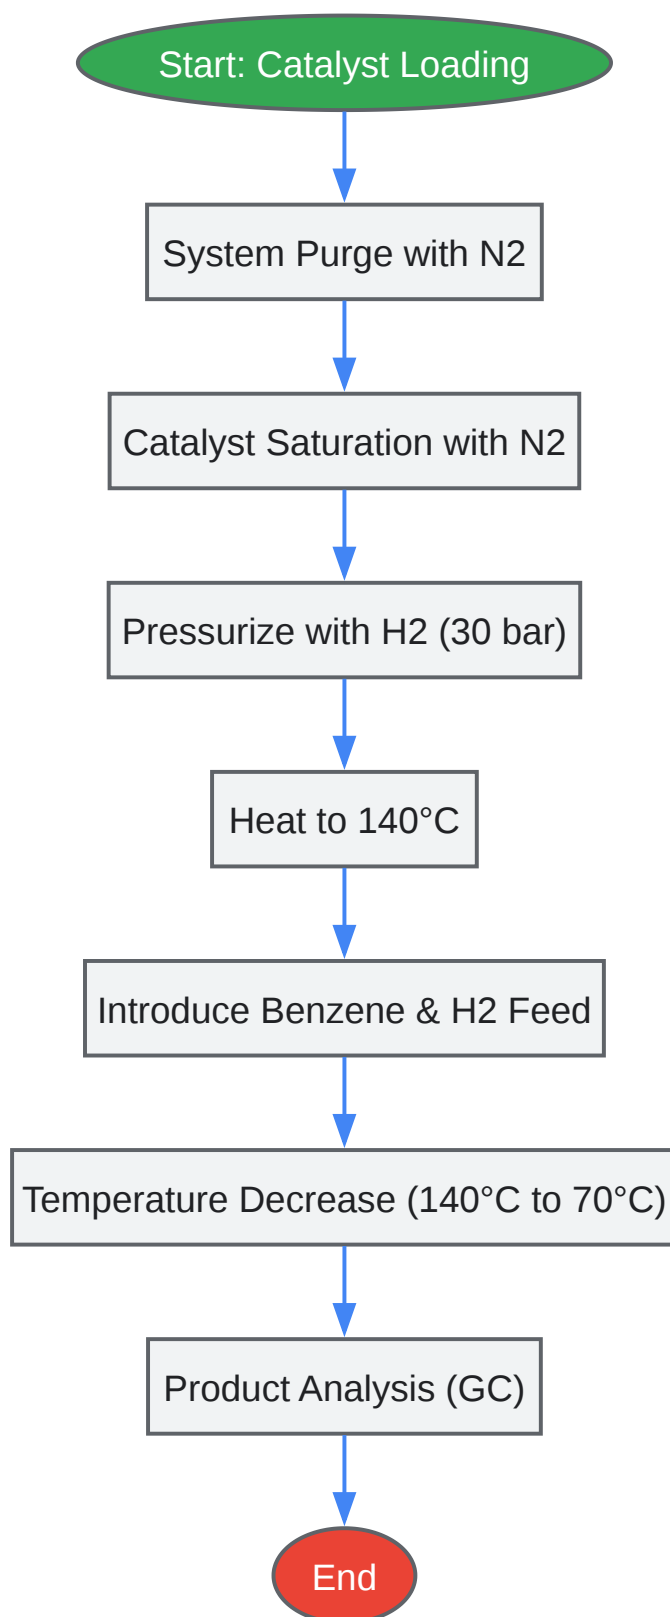 Start: Catalyst Loading
System Purge with N2
Catalyst Saturation with N2
Pressurize with H2 (30 bar)
Heat to 140°C
Introduce Benzene & H2 Feed
Temperature Decrease (140°C to 70°C)
Product Analysis (GC)
End